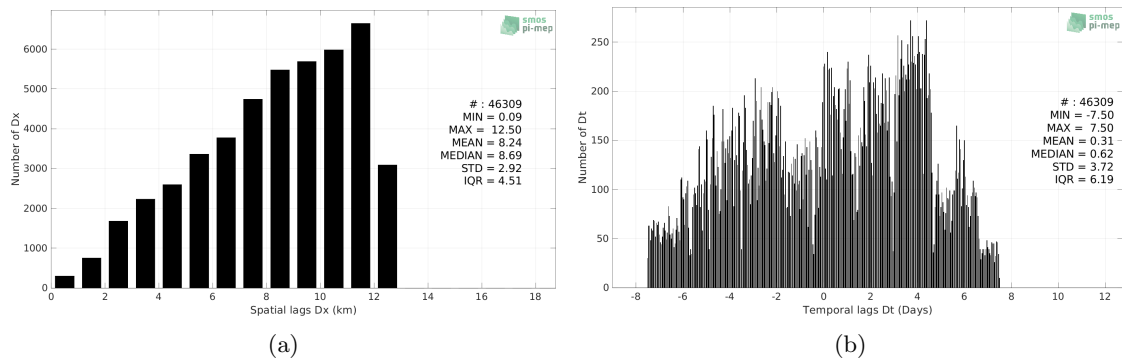 smos
pi-mep
6000
5000
4000
3000
2000
1000
0
Number of Dx
# : 46309
MIN = 0.09
MAX = 12.50
MEAN = 8.24
MEDIAN = 8.69
STD = 2.92
IQR = 4.51
0 2 4 6 8 10 12 14 16 18
Spatial lags Dx (km)
(a)
smos
pi-mep
250
200
150
100
50
0
Number of Dt
# : 46309
MIN = -7.50
MAX = 7.50
MEAN = 0.31
MEDIAN = 0.62
STD = 3.72
IQR = 6.19
-8 -6 -4 -2 0 2 4 6 8 10 12
Temporal lags Dt (Days)
(b)